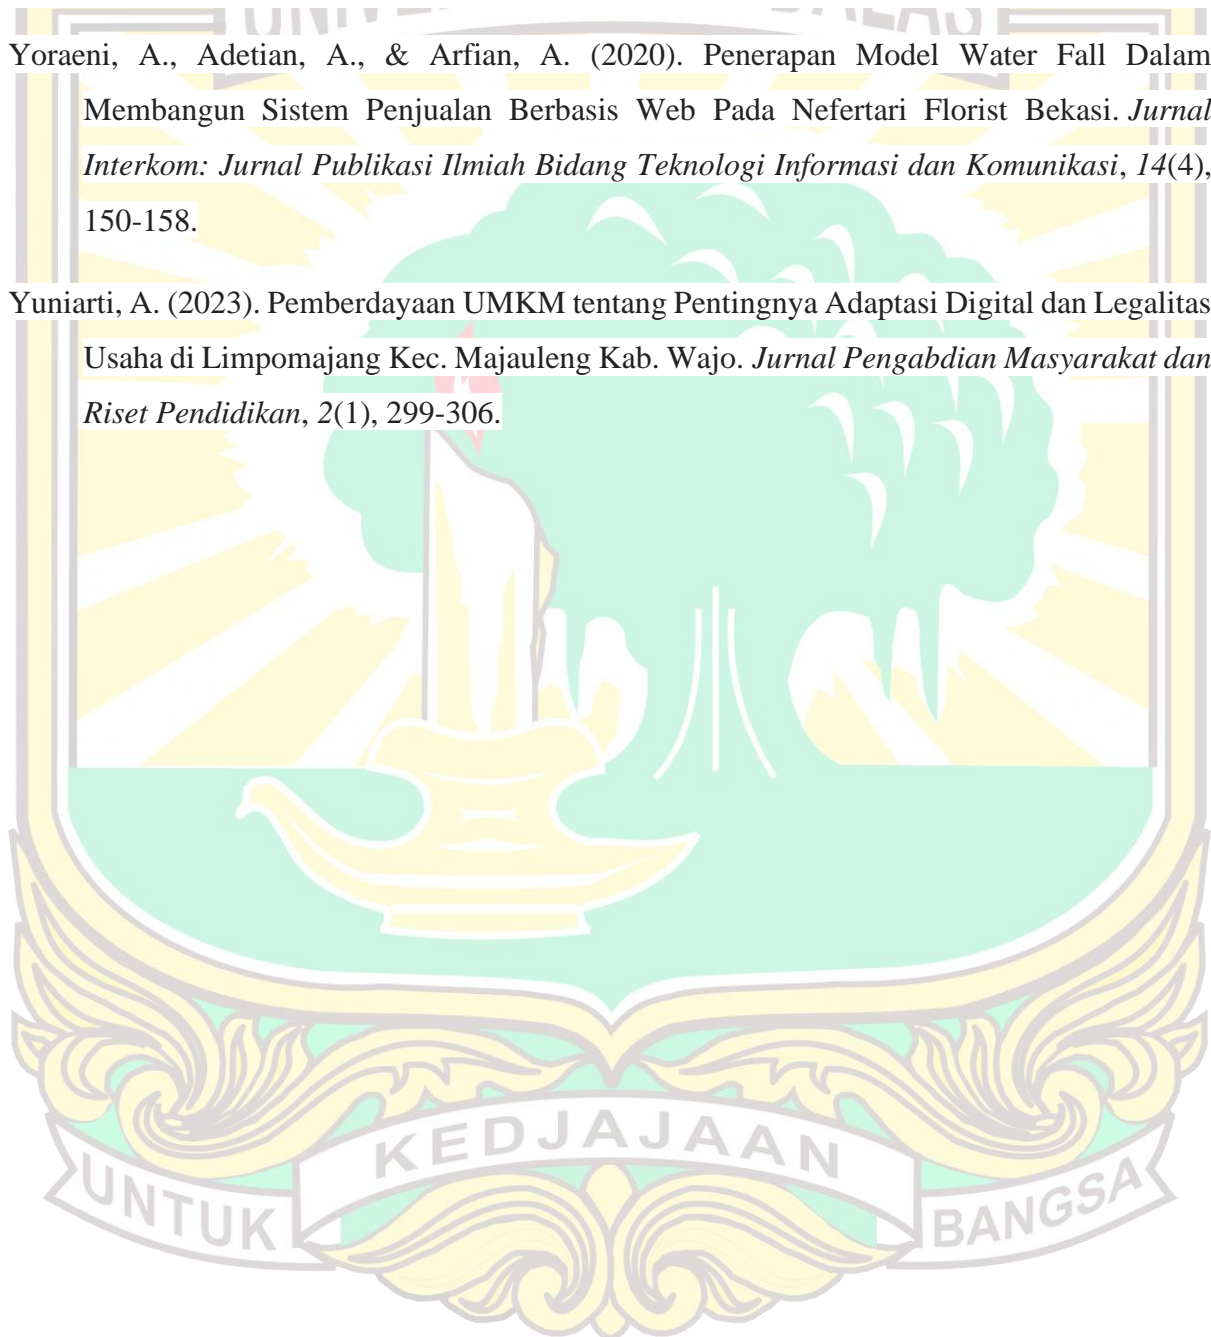 Yoraeni, A., Adetian, A., & Arfian, A. (2020). Penerapan Model Water Fall Dalam
Membangun Sistem Penjualan Berbasis Web Pada Nefertari Florist Bekasi. Jurnal
Interkom: Jurnal Publikasi Ilmiah Bidang Teknologi Informasi dan Komunikasi, 14(4),
150-158.
Yuniarti, A. (2023). Pemberdayaan UMKM tentang Pentingnya Adaptasi Digital dan Legalitas
Usaha di Limpomajang Kec. Majauleng Kab. Wajo. Jurnal Pengabdian Masyarakat dan
Riset Pendidikan, 2(1), 299-306.
UNTUK KEDJAJAAN BANGSA